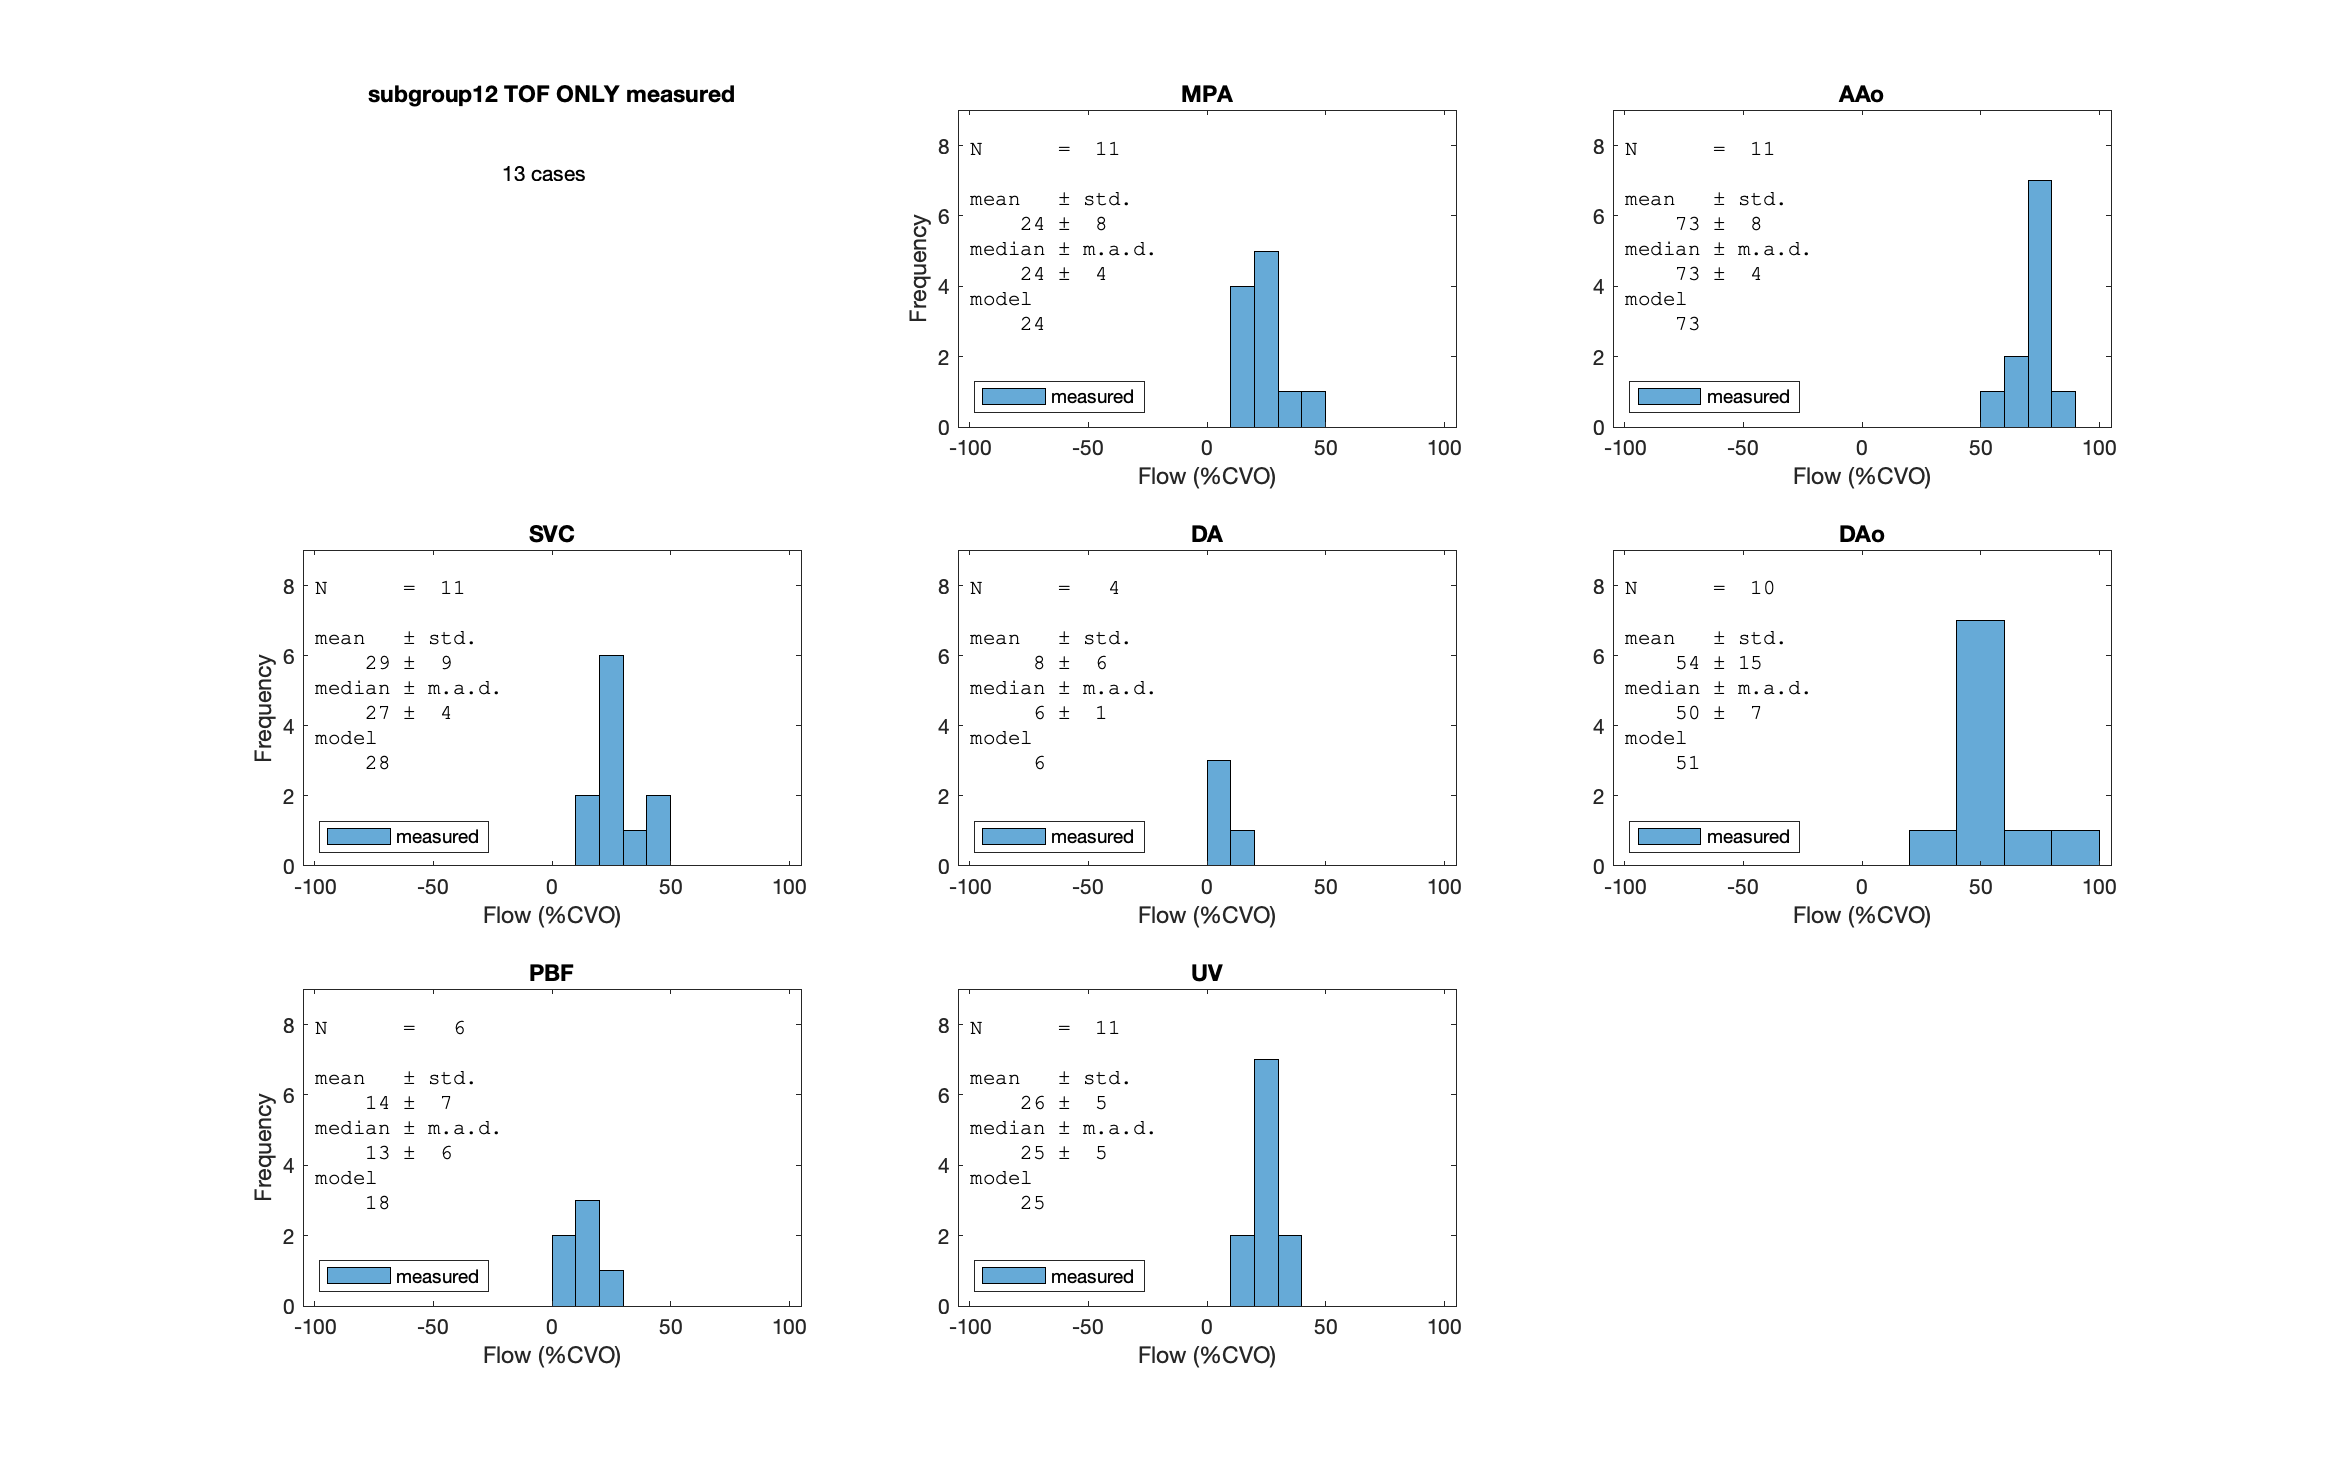 subgroup12 TOF ONLY measured
13 cases
MPA
Frequency
8
6
4
2
0
N = 11
mean ± std.
24 ± 8
median ± m.a.d.
24 ± 4
model
24
measured
-100 -50 0 50 100
Flow (%CVO)
AAo
8
6
4
2
0
N = 11
mean ± std.
73 ± 8
median ± m.a.d.
73 ± 4
model
73
measured
-100 -50 0 50 100
Flow (%CVO)
SVC
Frequency
8
6
4
2
0
N = 11
mean ± std.
29 ± 9
median ± m.a.d.
27 ± 4
model
28
measured
-100 -50 0 50 100
Flow (%CVO)
DA
8
6
4
2
0
N = 4
mean ± std.
8 ± 6
median ± m.a.d.
6 ± 1
model
6
measured
-100 -50 0 50 100
Flow (%CVO)
DAo
8
6
4
2
0
N = 10
mean ± std.
54 ± 15
median ± m.a.d.
50 ± 7
model
51
measured
-100 -50 0 50 100
Flow (%CVO)
PBF
Frequency
8
6
4
2
0
N = 6
mean ± std.
14 ± 7
median ± m.a.d.
13 ± 6
model
18
measured
-100 -50 0 50 100
Flow (%CVO)
UV
8
6
4
2
0
N = 11
mean ± std.
26 ± 5
median ± m.a.d.
25 ± 5
model
25
measured
-100 -50 0 50 100
Flow (%CVO)